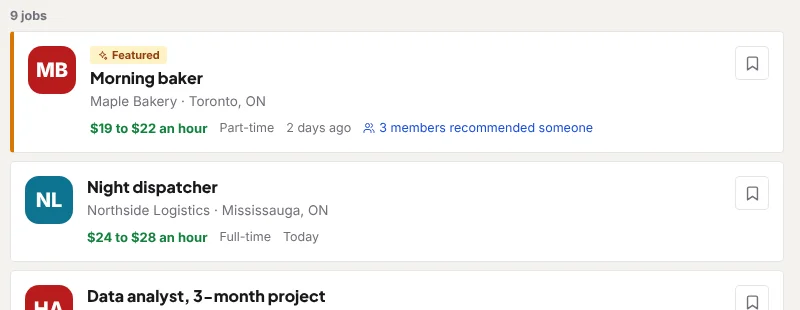 9 jobs
MB
Featured
Morning baker
Maple Bakery · Toronto, ON
$19 to $22 an hour Part-time 2 days ago 3 members recommended someone
NL
Night dispatcher
Northside Logistics · Mississauga, ON
$24 to $28 an hour Full-time Today
HA
Data analyst, 3-month project